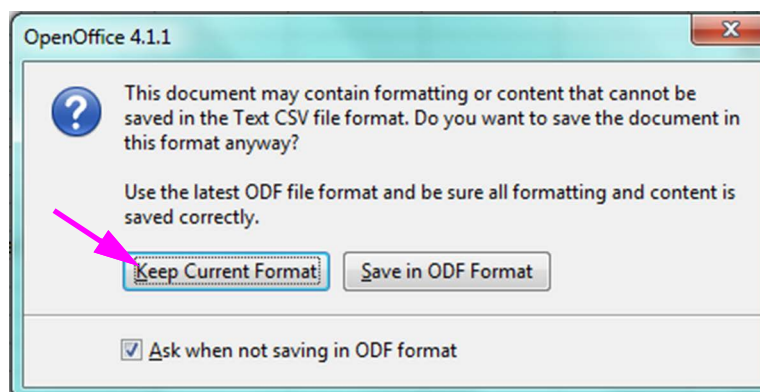 OpenOffice 4.1.1
This document may contain formatting or content that cannot be
saved in the Text CSV file format. Do you want to save the document in
this format anyway?
Use the latest ODF file format and be sure all formatting and content is
saved correctly.
Keep Current Format Save in ODF Format
Ask when not saving in ODF format